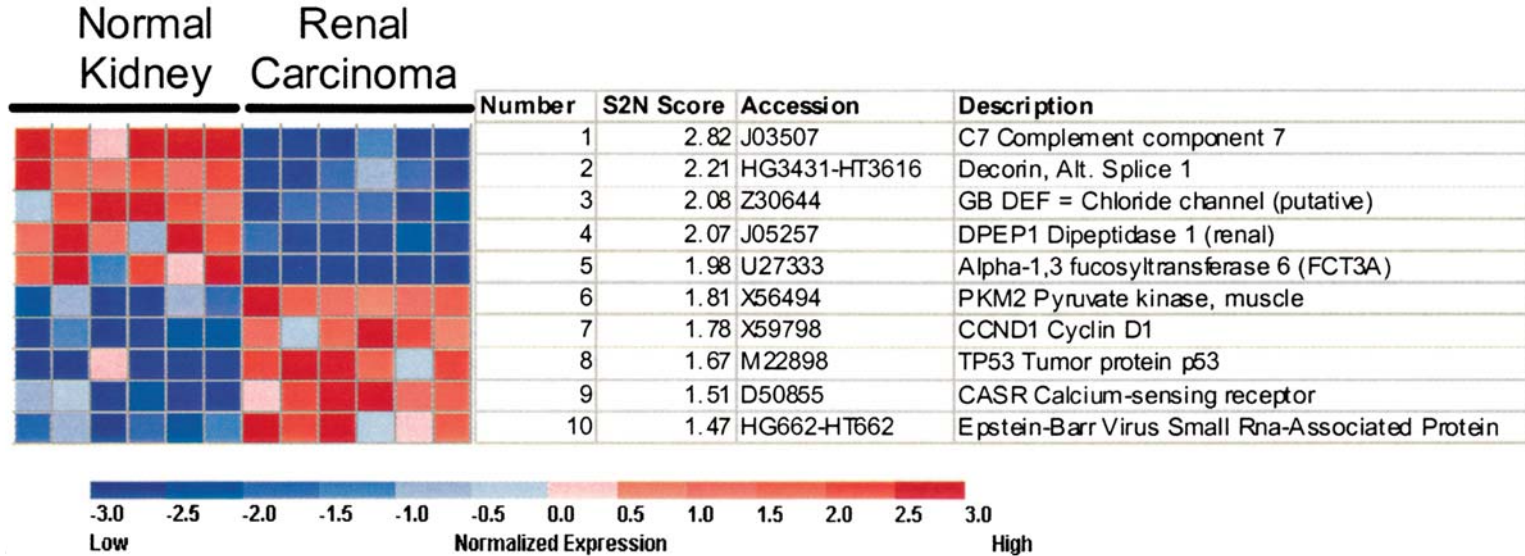 Normal Renal
Kidney Carcinoma
Number S2N Score Accession Description
1 2.82 J03507 C7 Complement component 7
2 2.21 HG3431-HT3616 Decorin, Alt. Splice 1
3 2.08 Z30644 GB DEF = Chloride channel (putative)
4 2.07 J05257 DPEP1 Dipeptidase 1 (renal)
5 1.98 U27333 Alpha-1,3 fucosyltransferase 6 (FCT3A)
6 1.81 X56494 PKM2 Pyruvate kinase, muscle
7 1.78 X59798 CCND1 Cyclin D1
8 1.67 M22898 TP53 Tumor protein p53
9 1.51 D50855 CASR Calcium-sensing receptor
10 1.47 HG662-HT662 Epstein-Barr Virus Small Rna-Associated Protein
-3.0 -2.5 -2.0 -1.5 -1.0 -0.5 0.0 0.5 1.0 1.5 2.0 2.5 3.0
Low Normalized Expression High